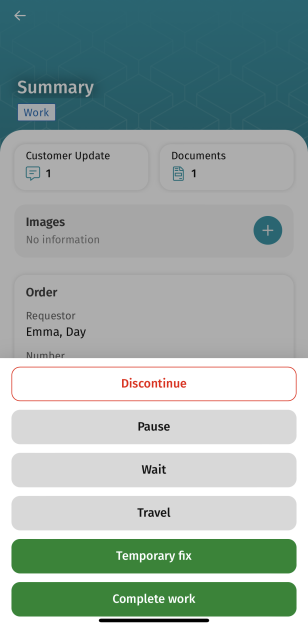 Summary
Work
Customer Update
1
Documents
1
Images
No information
Order
Requestor
Emma, Day
Number
Discontinue
Pause
Wait
Travel
Temporary fix
Complete work